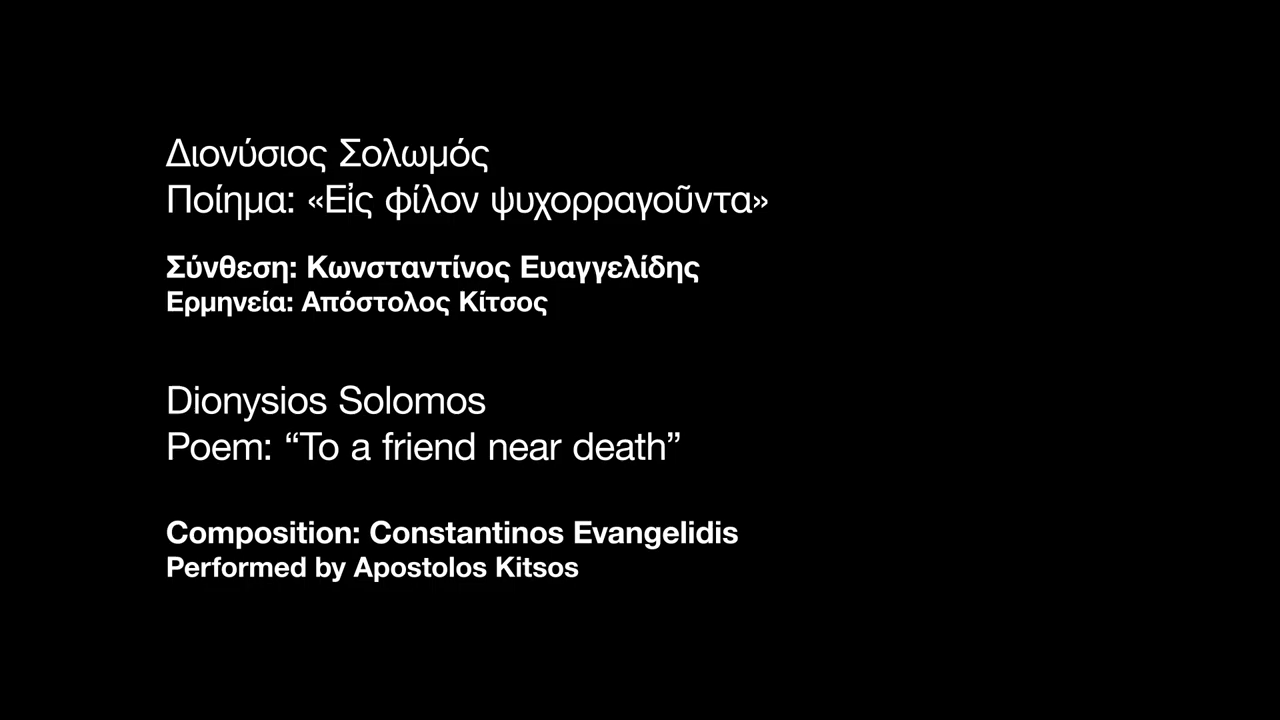 Διονύσιος Σολωμός
Ποίημα: «Εἰς φίλον ψυχορραγοῦντα»
Σύνθεση: Κωνσταντίνος Ευαγγελίδης
Ερμηνεία: Απόστολος Κίτσος
Dionysios Solomos
Poem: “To a friend near death”
Composition: Constantinos Evangelidis
Performed by Apostolos Kitsos